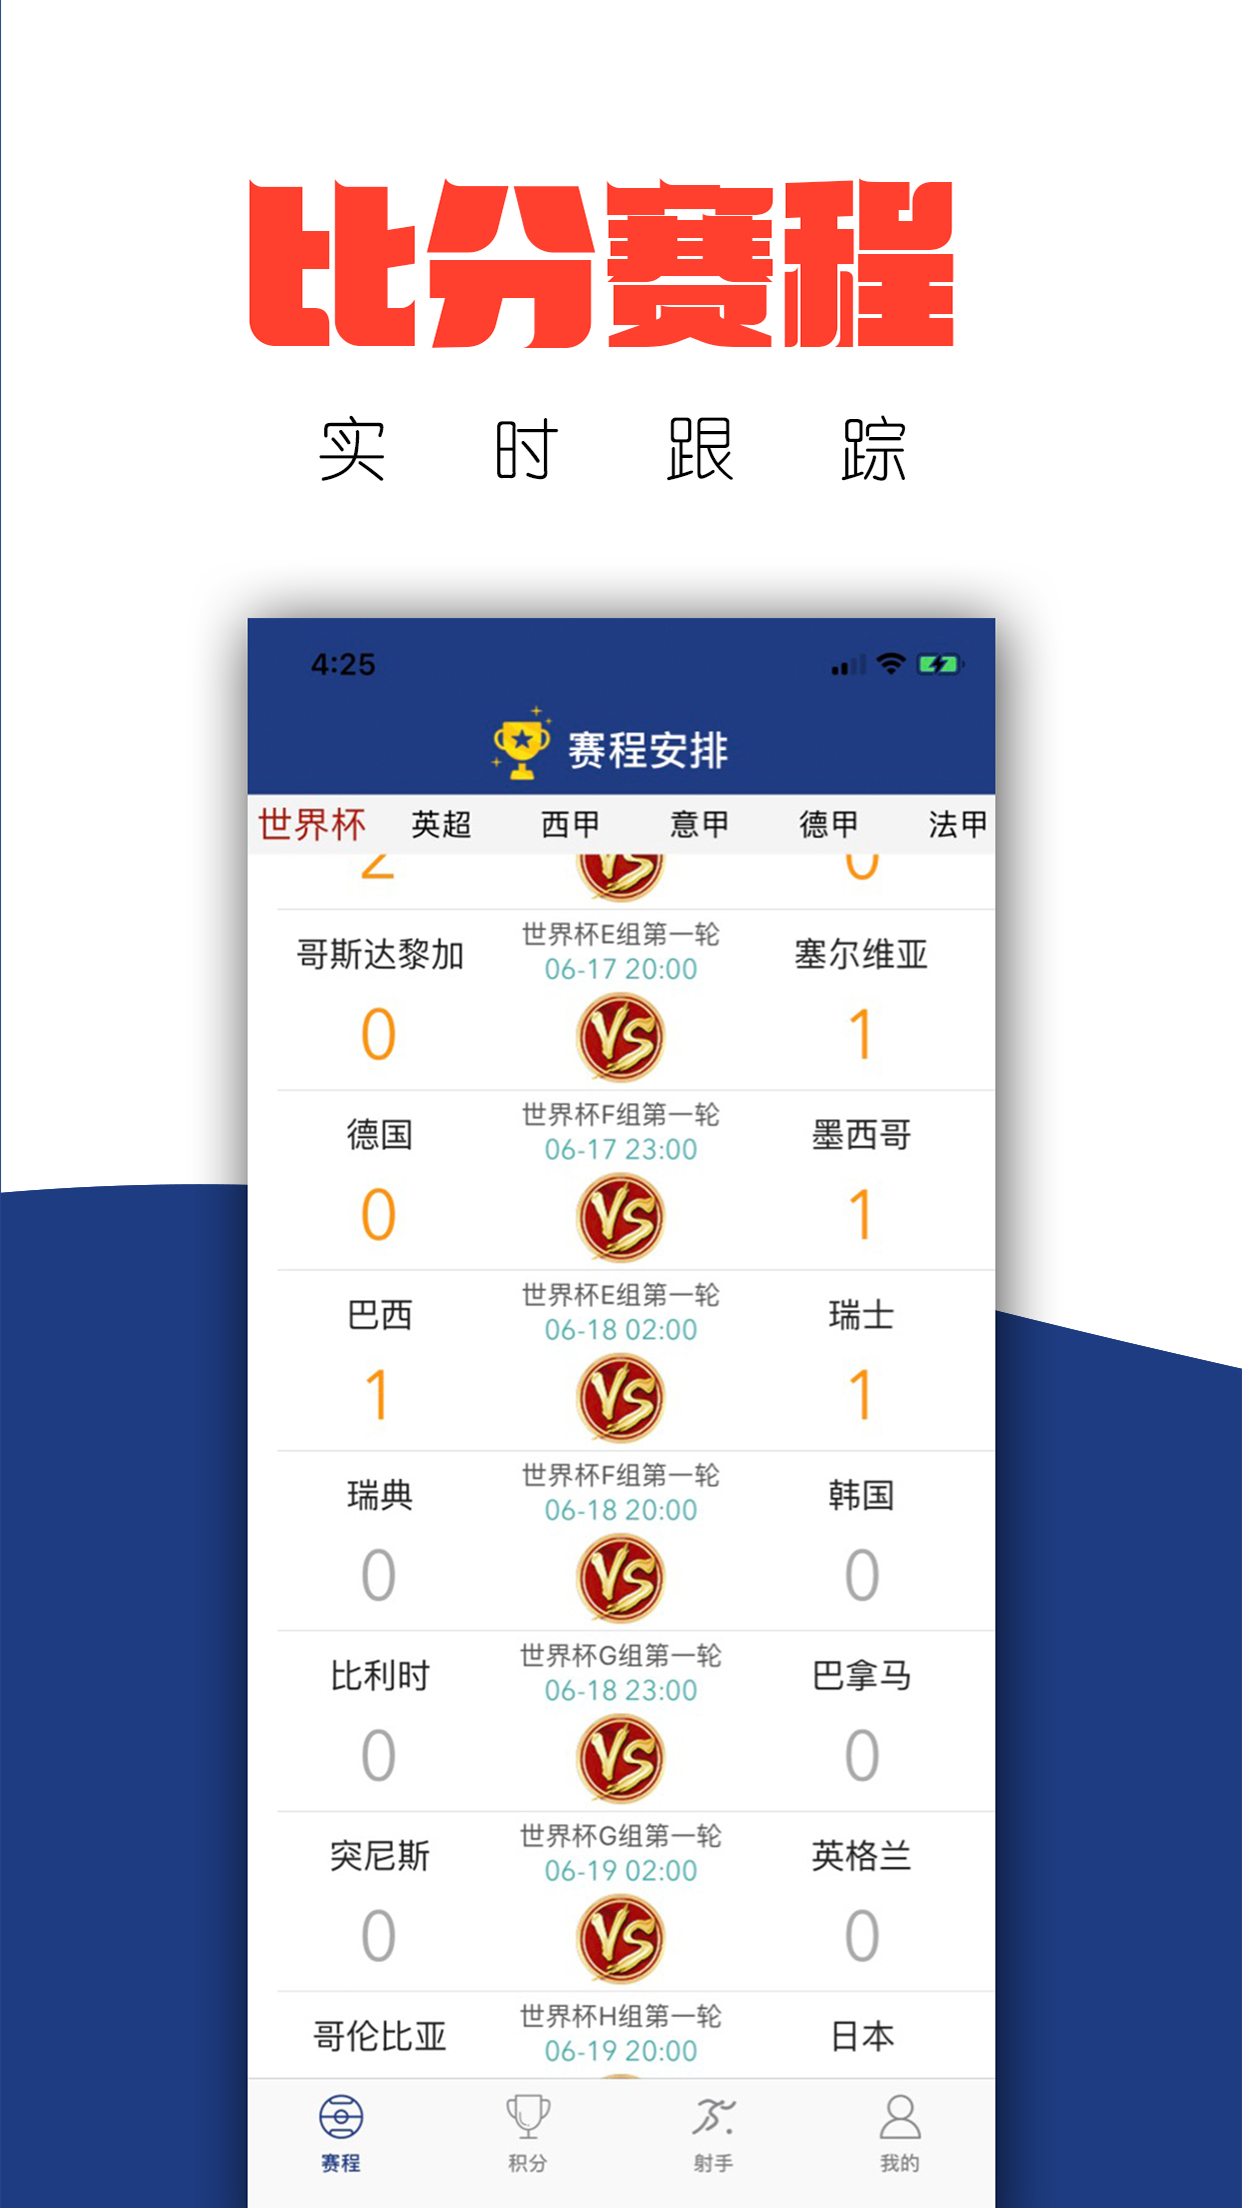 比分赛程
实时跟踪
4:25
赛程安排
世界杯 英超 西甲 意甲 德甲 法甲
2 VS 0
哥斯达黎加 世界杯E组第一轮 塞尔维亚
06-17 20:00
0 VS 1
德国 世界杯F组第一轮 墨西哥
06-17 23:00
0 VS 1
巴西 世界杯E组第一轮 瑞士
06-18 02:00
1 VS 1
瑞典 世界杯F组第一轮 韩国
06-18 20:00
0 VS 0
比利时 世界杯G组第一轮 巴拿马
06-18 23:00
0 VS 0
突尼斯 世界杯G组第一轮 英格兰
06-19 02:00
0 VS 0
哥伦比亚 世界杯H组第一轮 日本
06-19 20:00
赛程 积分 射手 我的